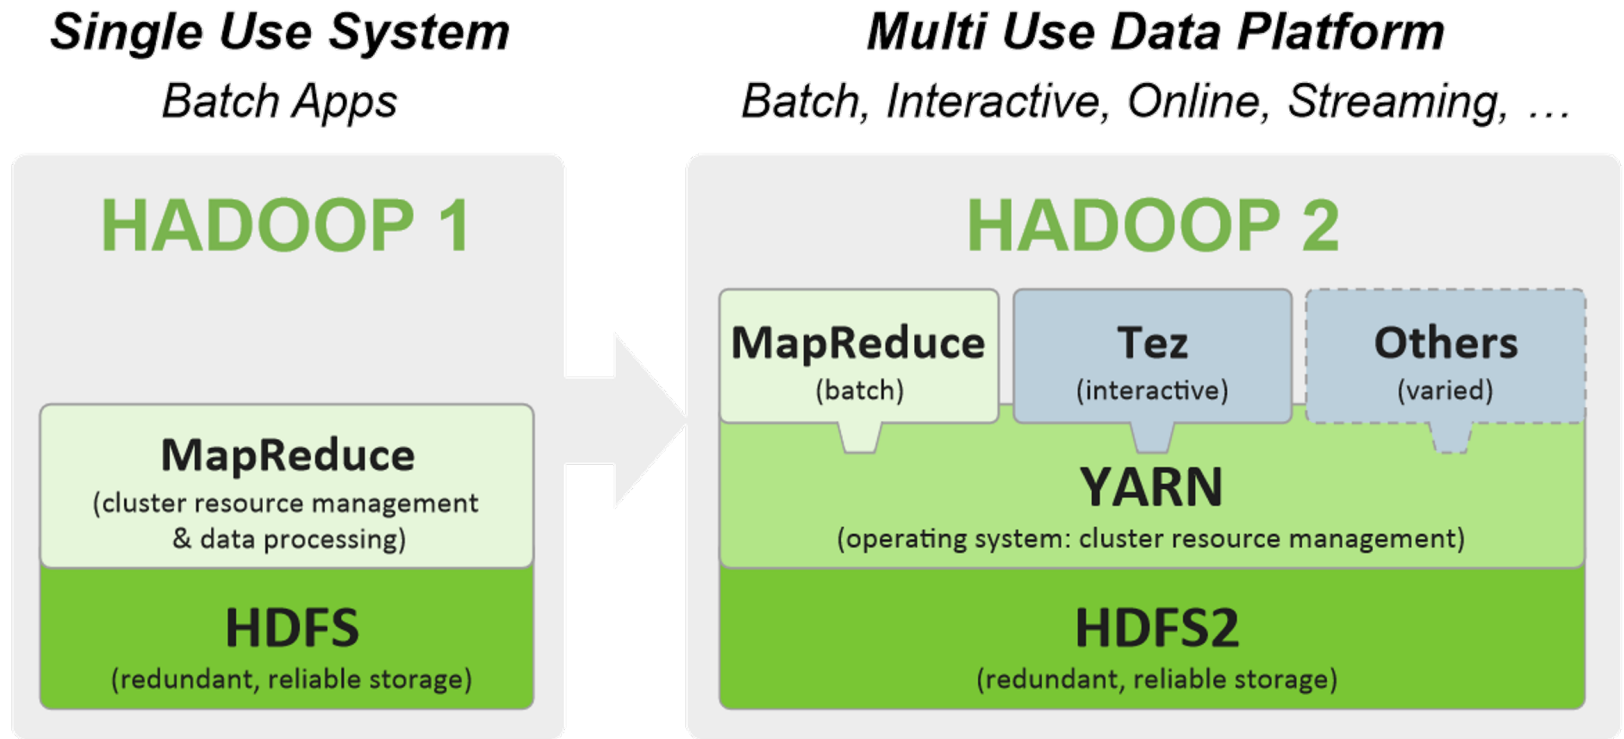 Single Use System
Batch Apps
HADOOP 1
MapReduce
(cluster resource management
& data processing)
HDFS
(redundant, reliable storage)
Multi Use Data Platform
Batch, Interactive, Online, Streaming, …
HADOOP 2
MapReduce
(batch)
Tez
(interactive)
Others
(varied)
YARN
(operating system: cluster resource management)
HDFS2
(redundant, reliable storage)